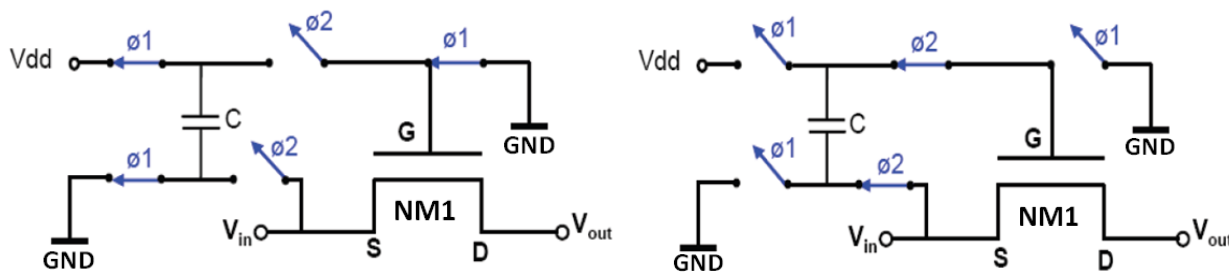 Vdd ø1 ø2 ø1
C
G
GND
ø1 ø2
NM1
Vin S D Vout
GND
Vdd ø1 ø2 ø1
C
G
GND
ø1 ø2
NM1
Vin S D Vout
GND